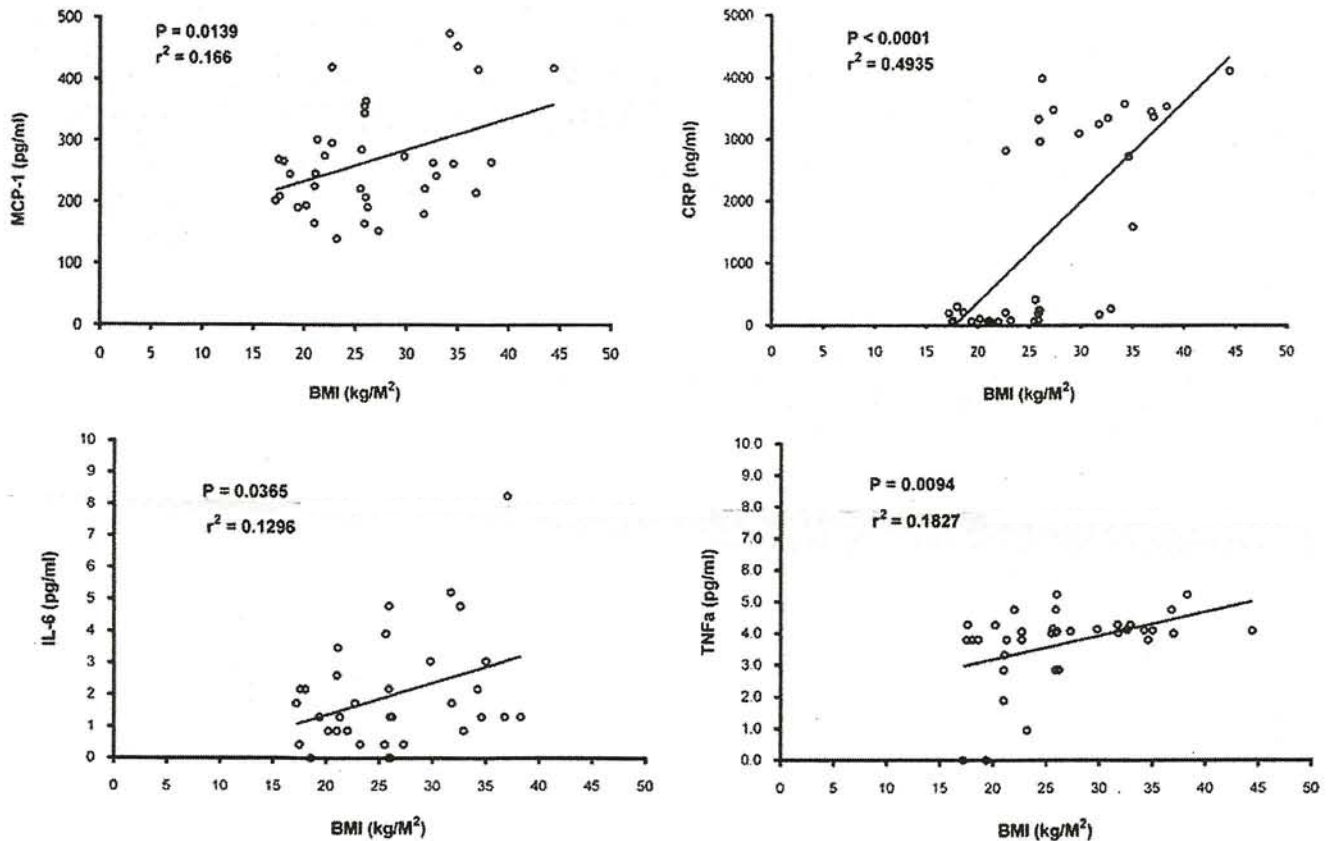 500
400
300
200
100
0
MCP-1 (pg/ml)
P = 0.0139
r² = 0.166
0 5 10 15 20 25 30 35 40 45 50
BMI (kg/M²)
5000
4000
3000
2000
1000
0
CRP (ng/ml)
P < 0.0001
r² = 0.4935
0 5 10 15 20 25 30 35 40 45 50
BMI (kg/M²)
10
9
8
7
6
5
4
3
2
1
0
IL-6 (pg/ml)
P = 0.0365
r² = 0.1296
0 5 10 15 20 25 30 35 40 45 50
BMI (kg/M²)
10.0
9.0
8.0
7.0
6.0
5.0
4.0
3.0
2.0
1.0
0.0
TNFa (pg/ml)
P = 0.0094
r² = 0.1827
0 5 10 15 20 25 30 35 40 45 50
BMI (kg/M²)